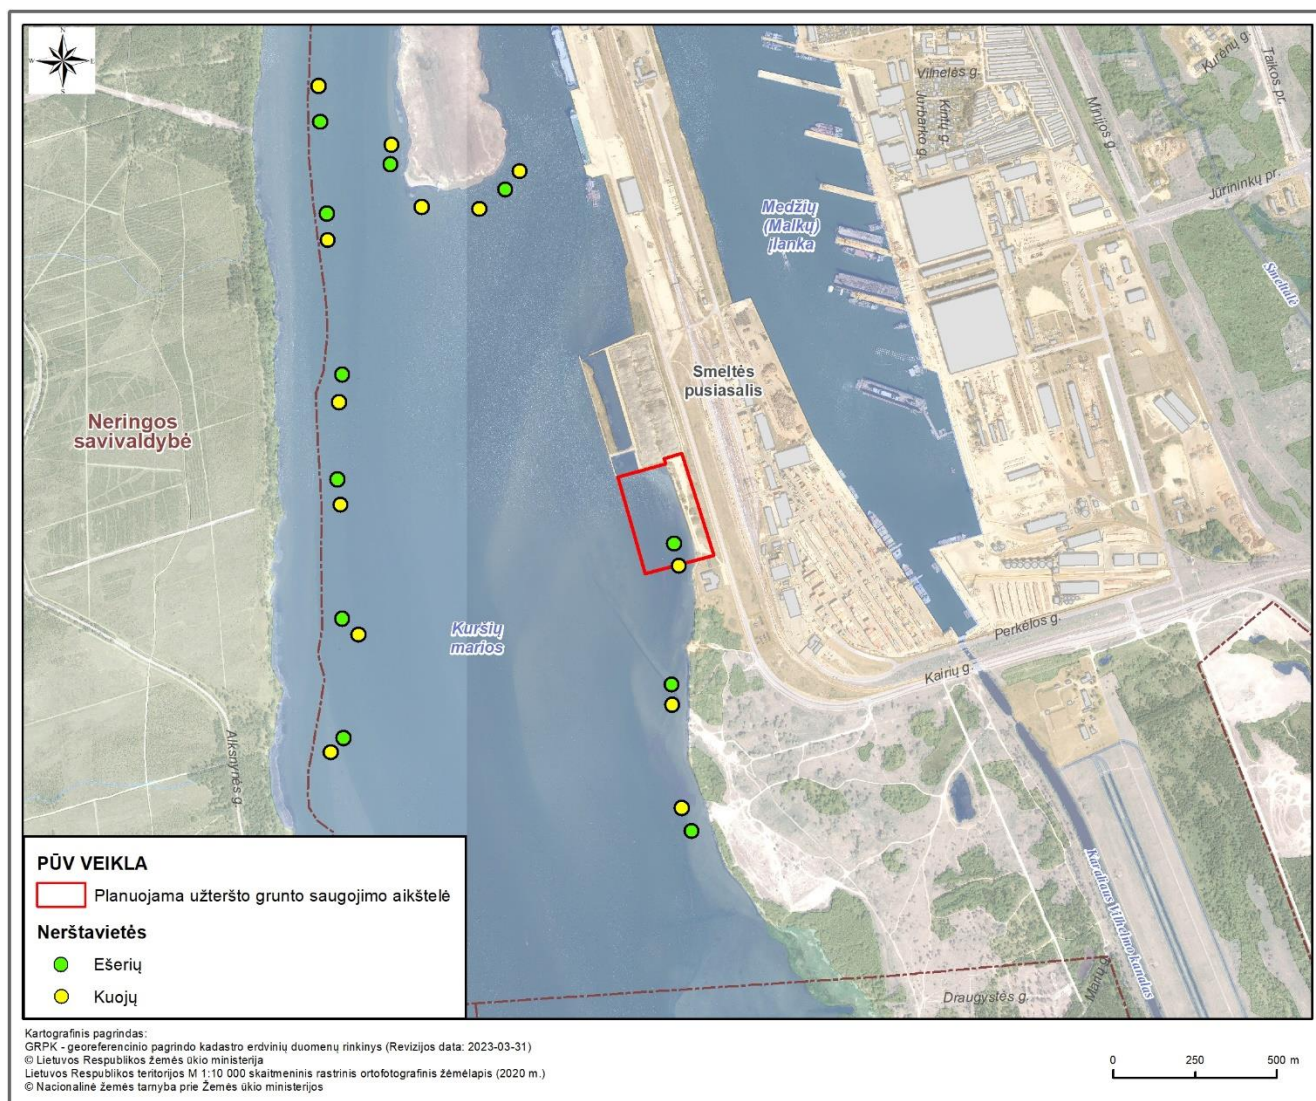 N
W
E
S
Vilnelės g.
Kurėnų g.
Taikos pr.
Jurbarko g.
Kintų g.
Minijos g.
Jūrininkų pr.
Medžių
(Malkų)
įlanka
Smeltalė
Smeltės
pusiasalis
Neringos
savivaldybė
Kuršių
marios
Perkėlos g.
Kairių g.
Alksnynės g.
Karaliaus Vilhelmo kanalas
Marių g.
Draugystės g.
PŪV VEIKLA
Planuojama užteršto grunto saugojimo aikštelė
Nerštavietės
Ešerių
Kuojų
Kartografinis pagrindas:
GRPK - georeferencinio pagrindo kadastro erdvinių duomenų rinkinys (Revizijos data: 2023-03-31)
© Lietuvos Respublikos žemės ūkio ministerija
Lietuvos Respublikos teritorijos M 1:10 000 skaitmeninis rastrinis ortofotografinis žėmėlapis (2020 m.)
© Nacionalinė žemės tarnyba prie Žemės ūkio ministerijos
0 250 500 m